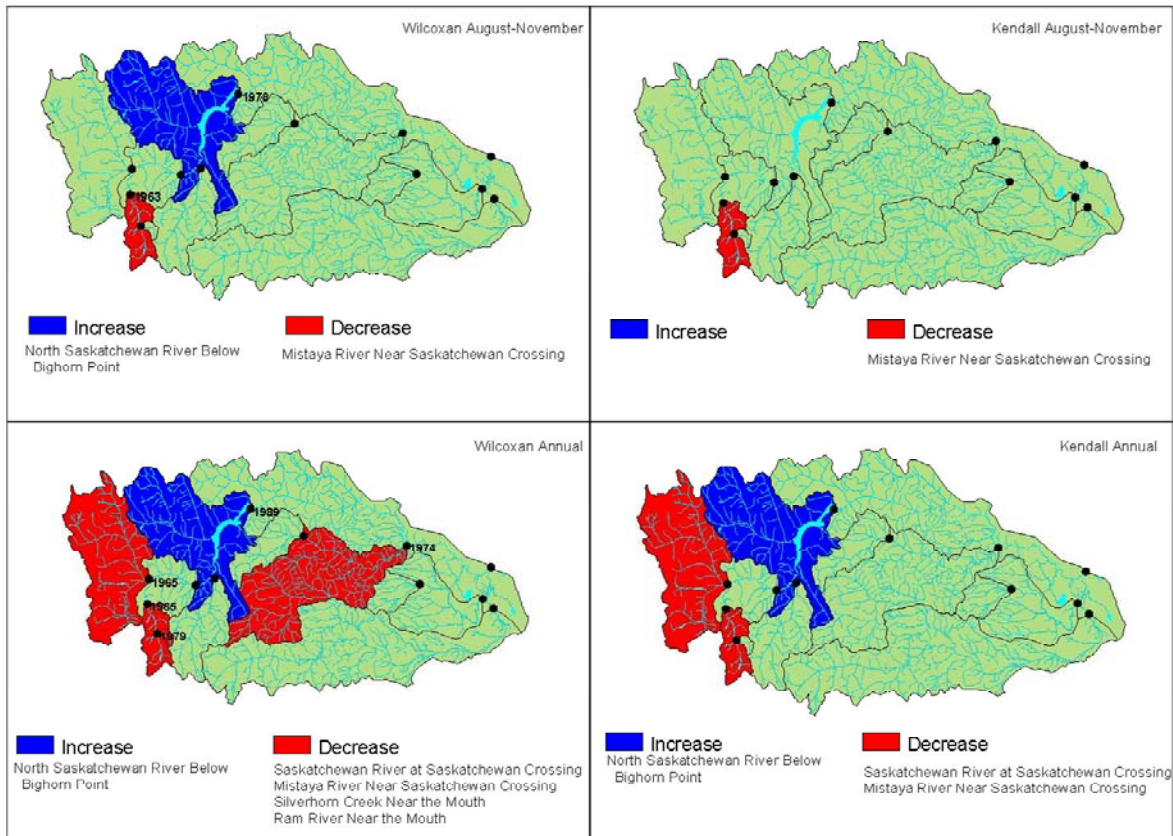 Wilcoxan August-November
1976
1963
Increase
Decrease
North Saskatchewan River Below
Dighorn Point
Mistaya River Near Saskatchewan Crossing
Kendall August-November
Increase
Decrease
Mistaya River Near Saskatchewan Crossing
Wilcoxan Annual
1989
1974
1965
1965
1979
Increase
Decrease
North Saskatchewan River Below
Bighorn Point
Saskatchewan River at Saskatchewan Crossing
Mistaya River Near Saskatchewan Crossing
Silverhorn Creek Near the Mouth
Ram River Near the Mouth
Kendall Annual
Increase
Decrease
North Saskatchewan River Below
Bighorn Point
Saskatchewan River at Saskatchewan Crossing
Mistaya River Near Saskatchewan Crossing